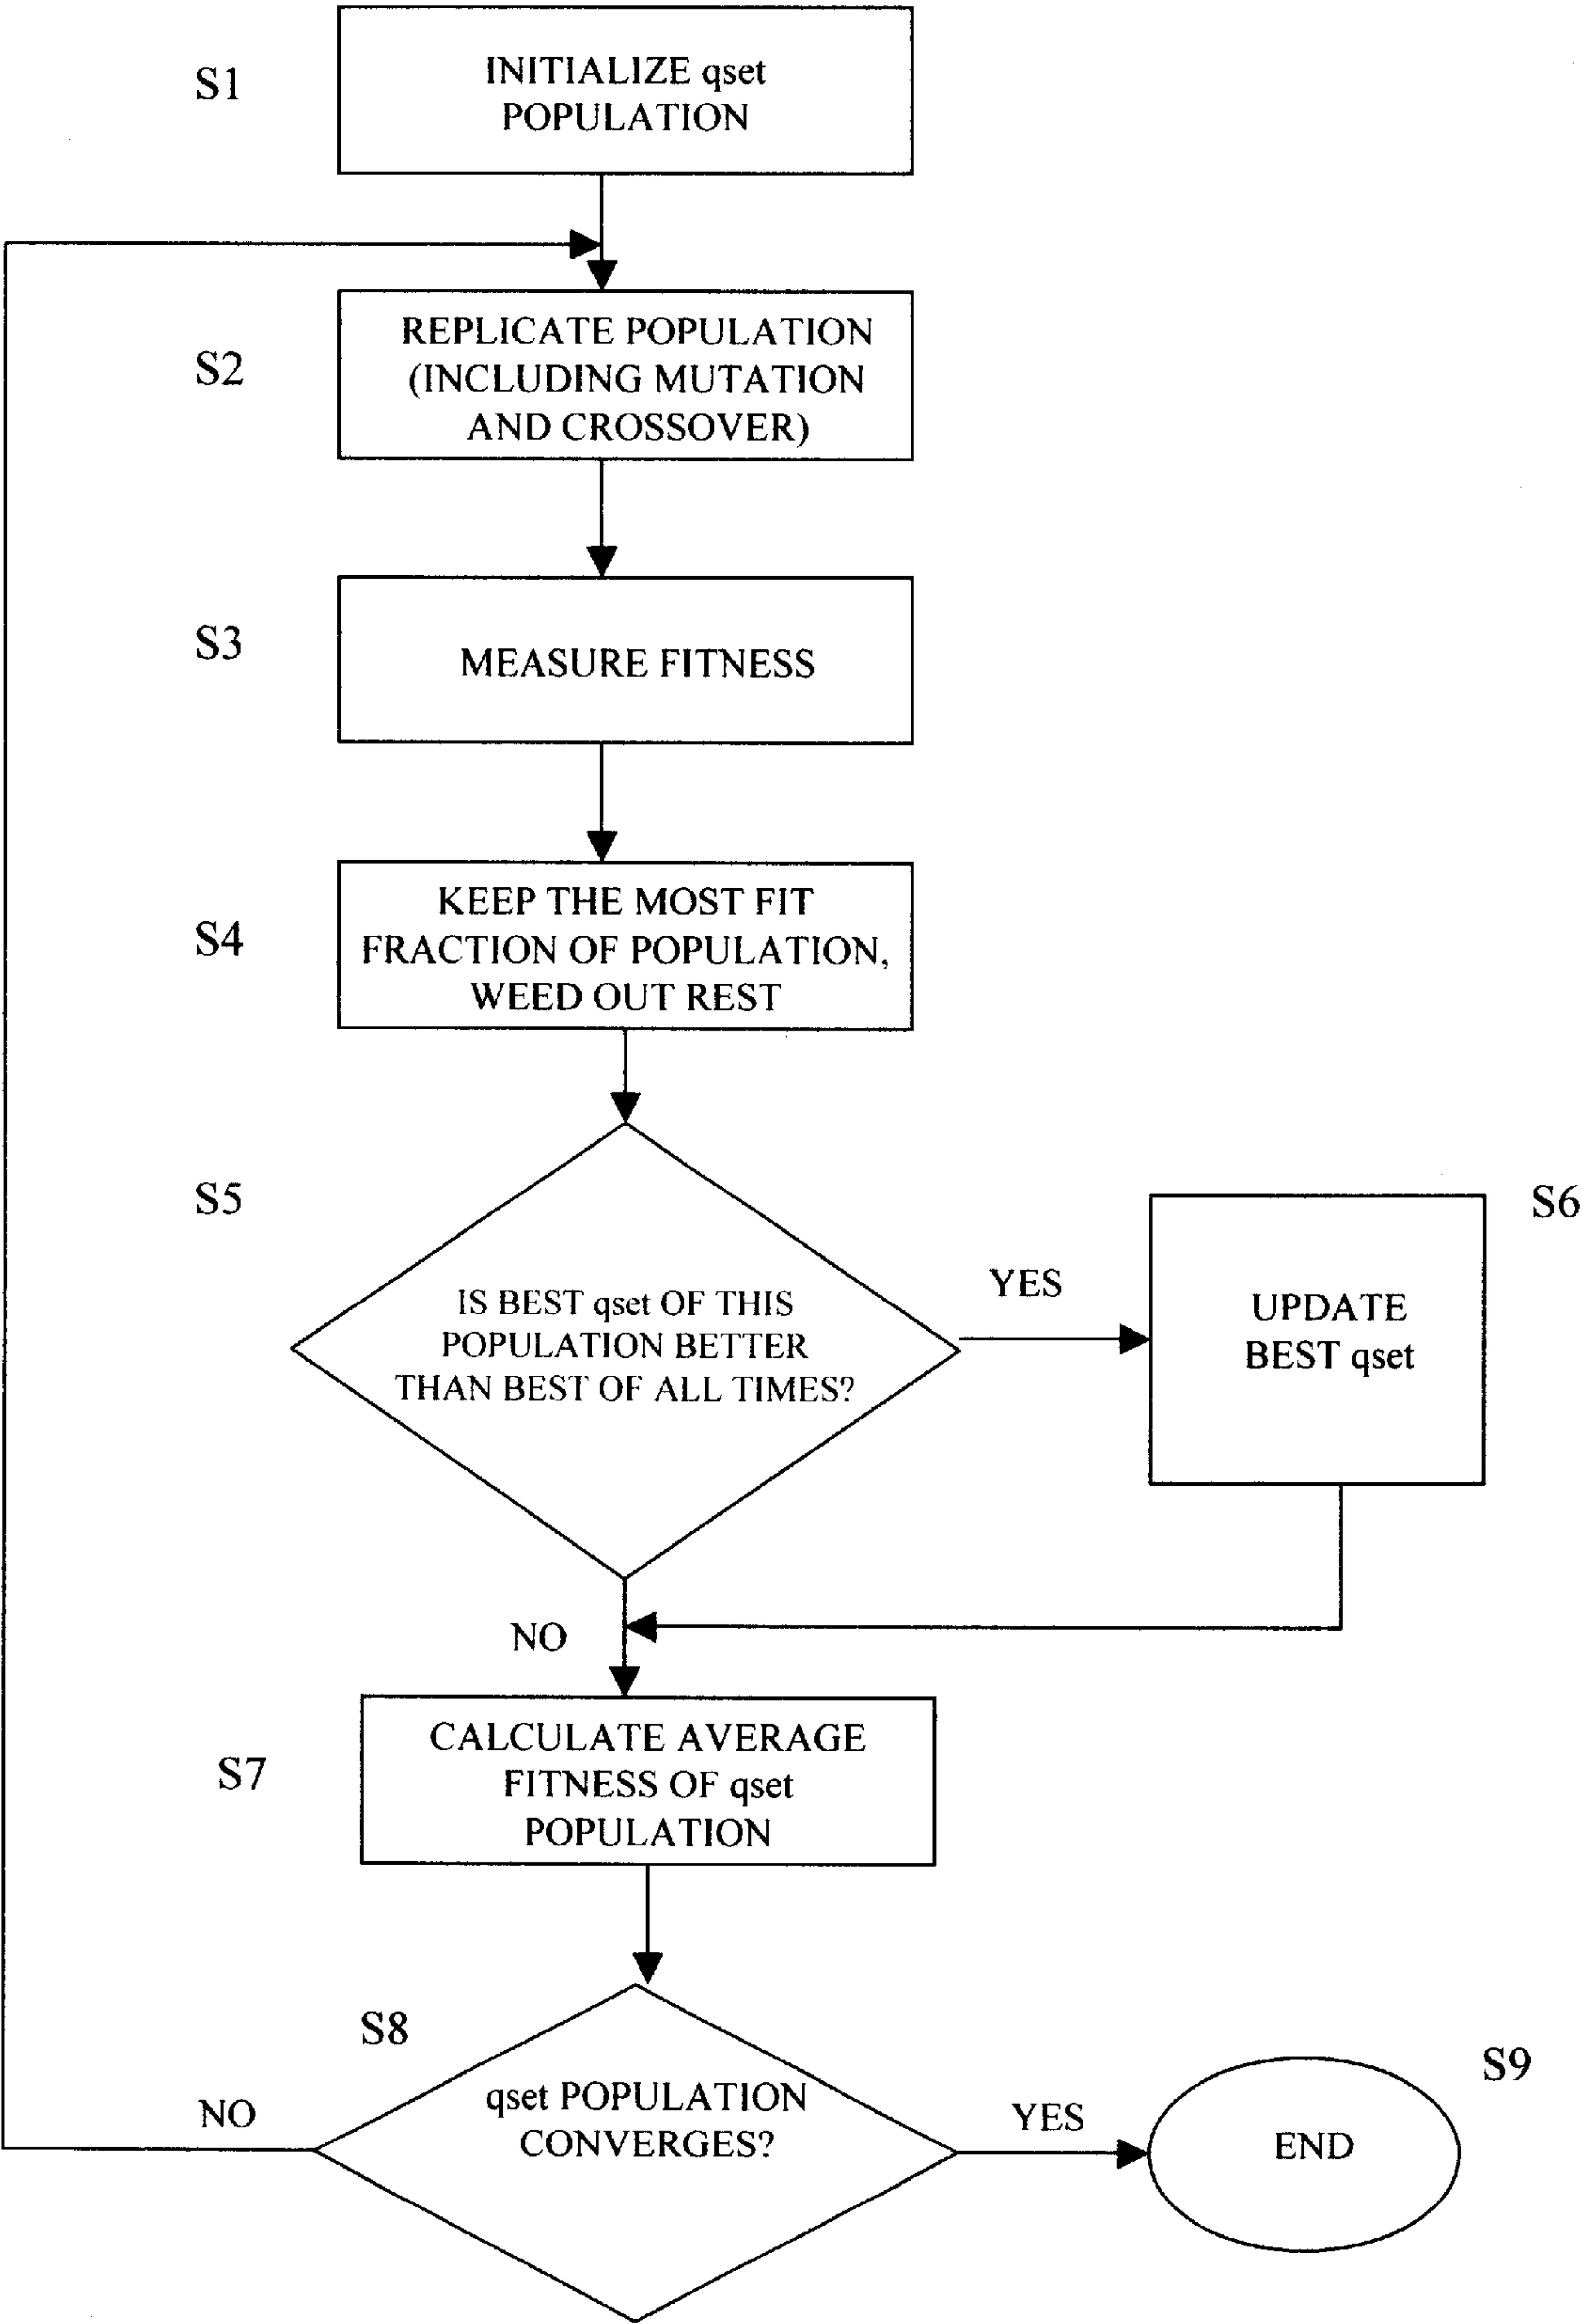 S1
INITIALIZE qset
POPULATION
S2
REPLICATE POPULATION
(INCLUDING MUTATION
AND CROSSOVER)
S3
MEASURE FITNESS
S4
KEEP THE MOST FIT
FRACTION OF POPULATION,
WEED OUT REST
S5
IS BEST qset OF THIS
POPULATION BETTER
THAN BEST OF ALL TIMES?
YES
S6
UPDATE
BEST qset
NO
S7
CALCULATE AVERAGE
FITNESS OF qset
POPULATION
S8
qset POPULATION
CONVERGES?
NO
YES
S9
END